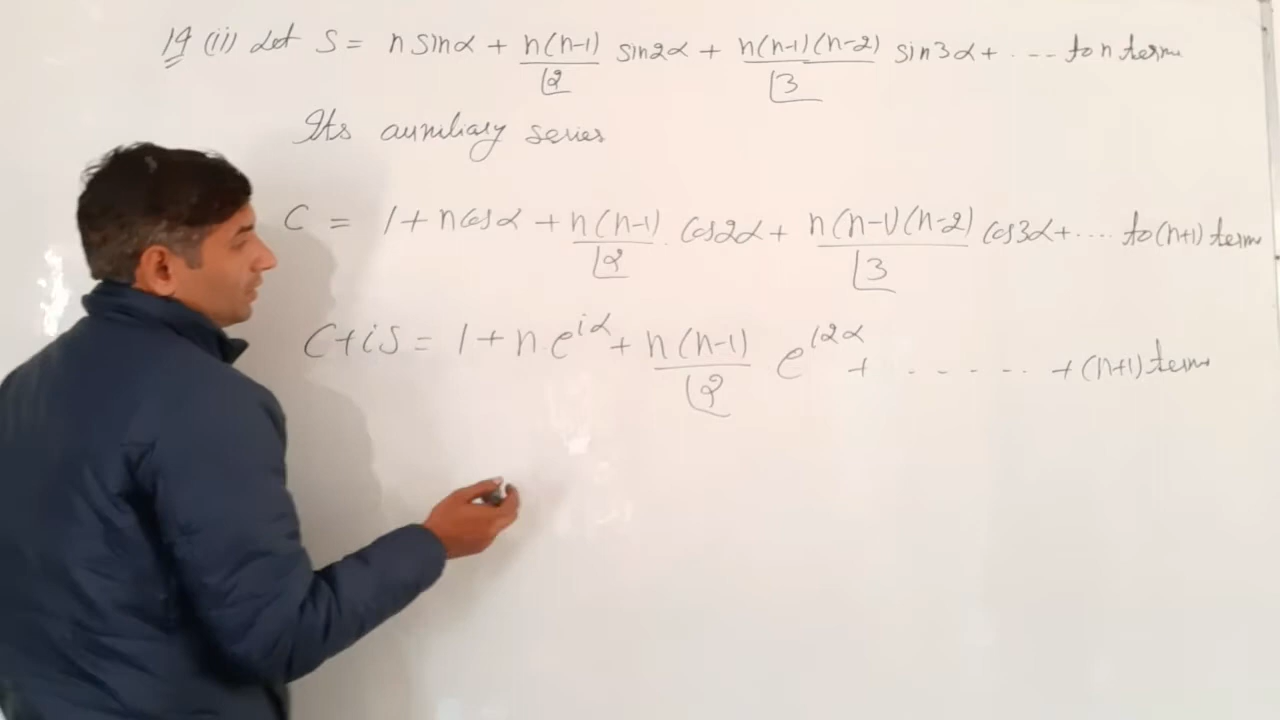 19 (ii) Let S = n sinα + n(n-1)/⌊2 sin2α + n(n-1)(n-2)/⌊3 sin3α + .... to n terms
Its auxiliary series
C = 1 + n cosα + n(n-1)/⌊2 . cos2α + n(n-1)(n-2)/⌊3 cos3α + .... to (n+1) terms
C+iS = 1 + n.e^{iα} + n(n-1)/⌊2 e^{i2α} + ...... + (n+1) terms